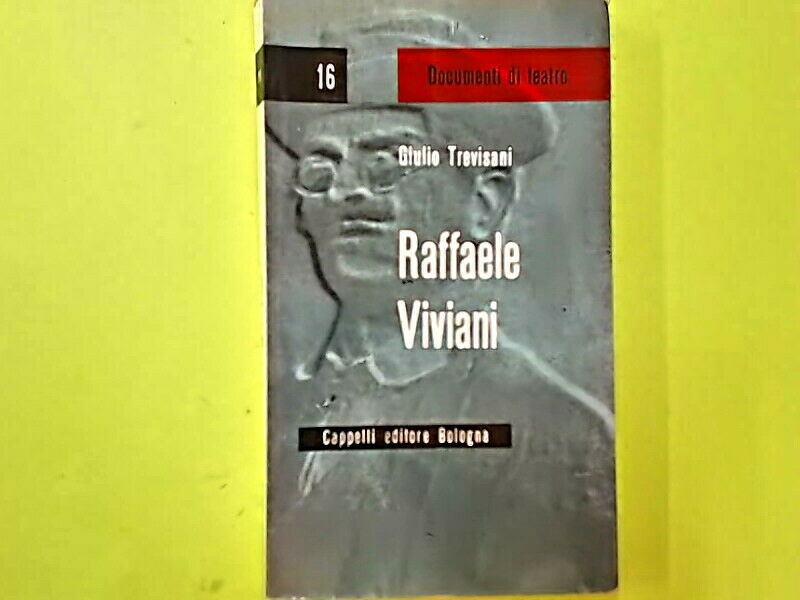 16
Documenti di teatro
Giulio Trevisani
Raffaele
Viviani
Cappelli editore Bologna